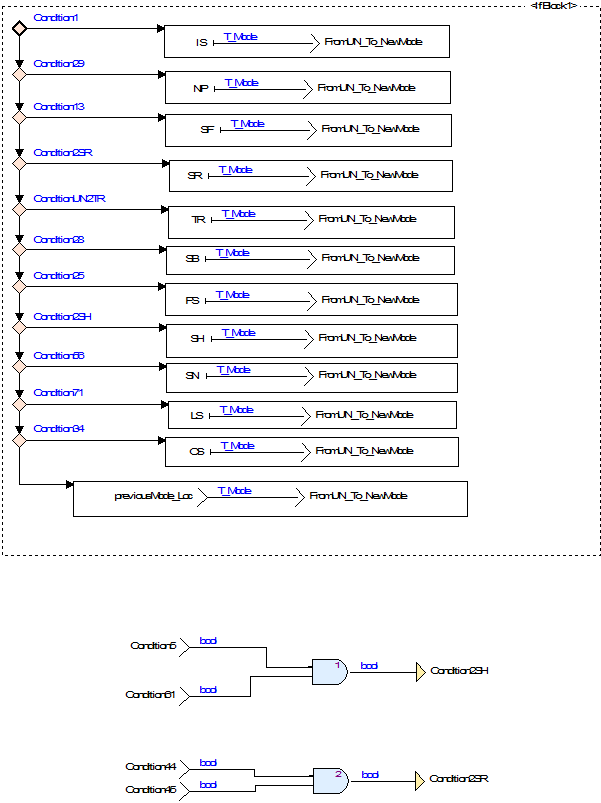 <IfBlock1>
Condition1
IS T_Mode FromUN_To_NewMode
Condition29
NP T_Mode FromUN_To_NewMode
Condition13
SF T_Mode FromUN_To_NewMode
Condition2SR
SR T_Mode FromUN_To_NewMode
ConditionUN2TR
TR T_Mode FromUN_To_NewMode
Condition28
SB T_Mode FromUN_To_NewMode
Condition25
FS T_Mode FromUN_To_NewMode
Condition2SH
SH T_Mode FromUN_To_NewMode
Condition56
SN T_Mode FromUN_To_NewMode
Condition71
LS T_Mode FromUN_To_NewMode
Condition34
OS T_Mode FromUN_To_NewMode
previousMode_Loc T_Mode FromUN_To_NewMode
Condition5 bool
1 bool Condition2SH
Condition61 bool
Condition44 bool
2 bool Condition2SR
Condition45 bool